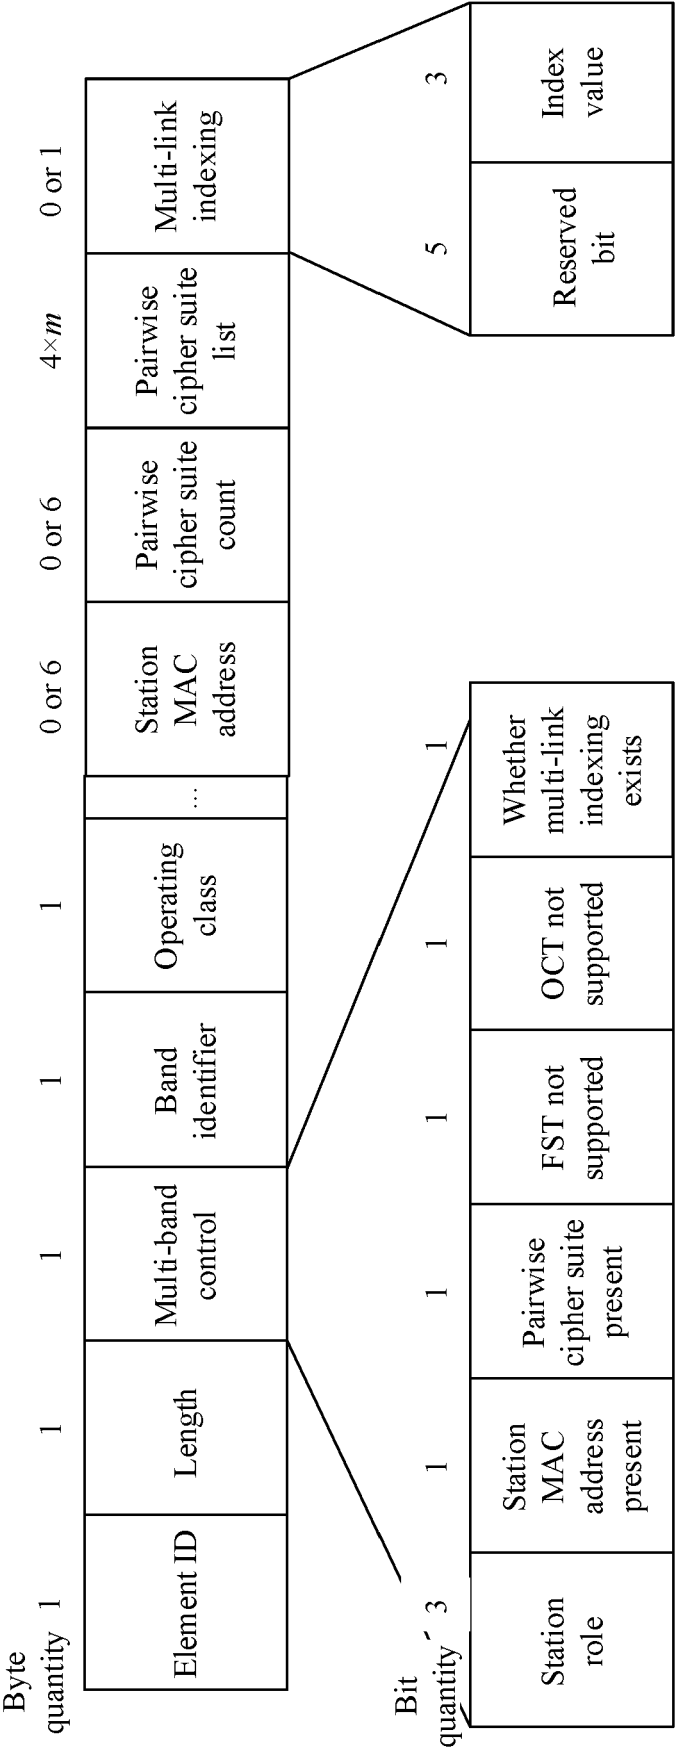 Byte
quantity
1
1
1
1
1
0 or 6
0 or 6
4×m
0 or 1
Element ID
Length
Multi-band
control
Band
identifier
Operating
class
...
Station
MAC
address
Pairwise
cipher suite
count
Pairwise
cipher suite
list
Multi-link
indexing
Bit
quantity
3
1
1
1
1
1
Station
role
Station
MAC
address
present
Pairwise
cipher suite
present
FST not
supported
OCT not
supported
Whether
multi-link
indexing
exists
5
3
Reserved
bit
Index
value